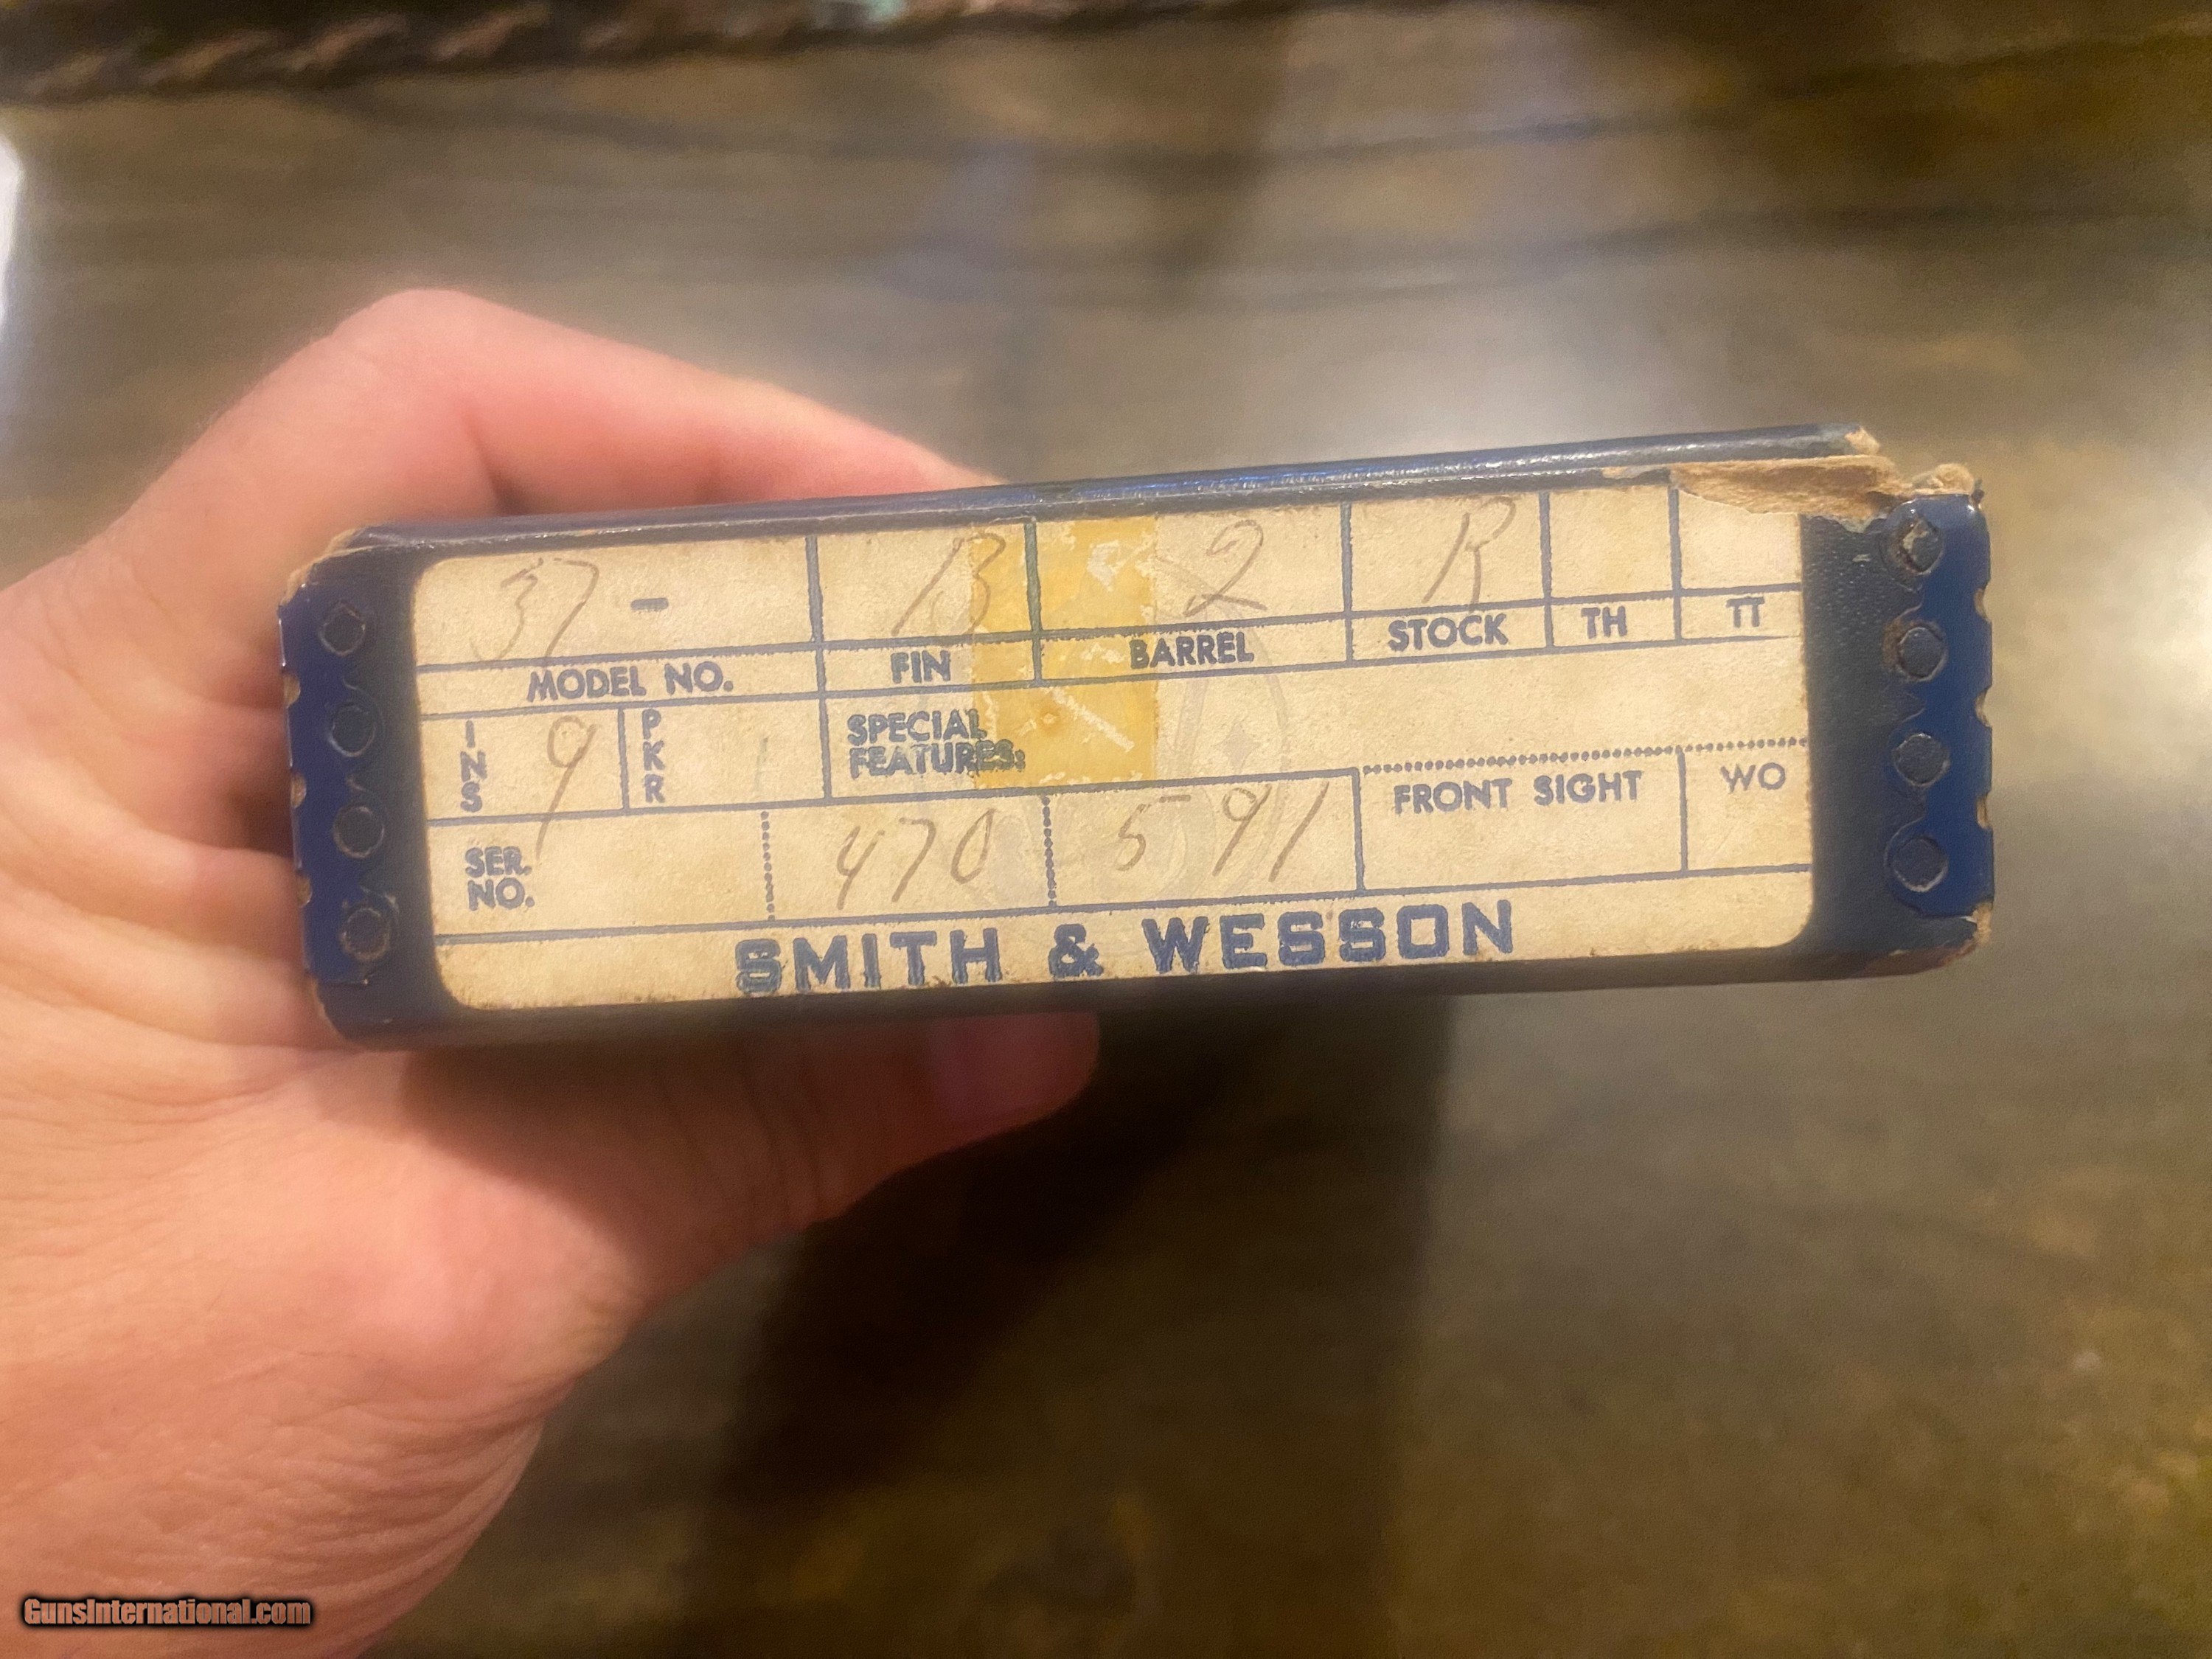 37 - B 2 R
MODEL NO. FIN BARREL STOCK TH TT
INS 9 PKR 1 SPECIAL
FEATURES:
FRONT SIGHT WO
SER.
NO. 470 591
SMITH & WESSON
GunsInternational.com